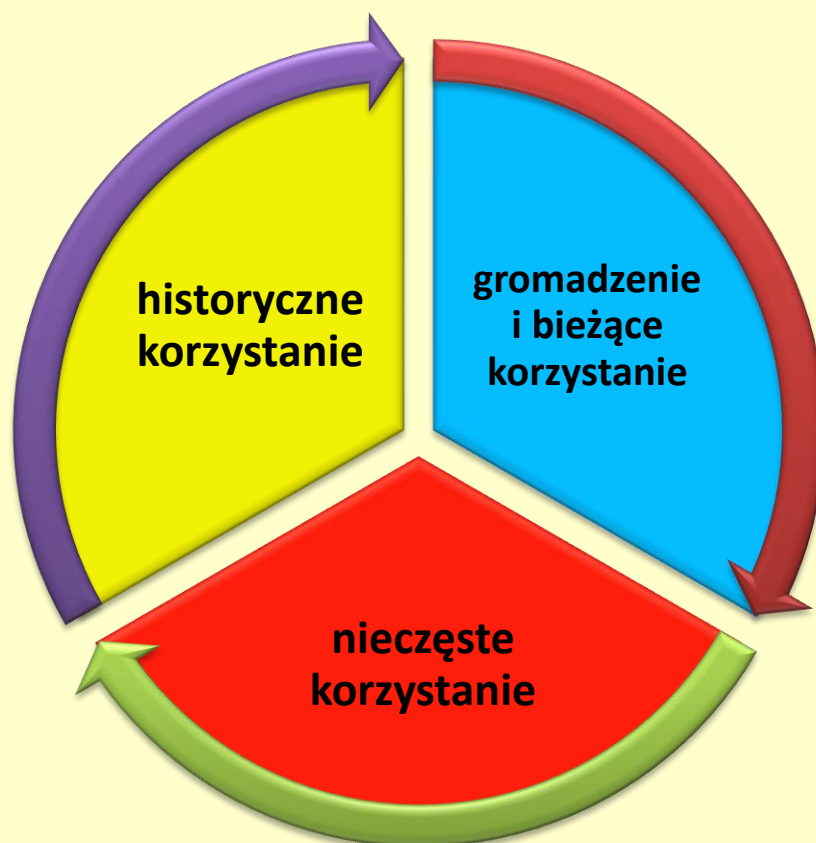 historyczne
korzystanie
gromadzenie
i bieżące
korzystanie
nieczęste
korzystanie